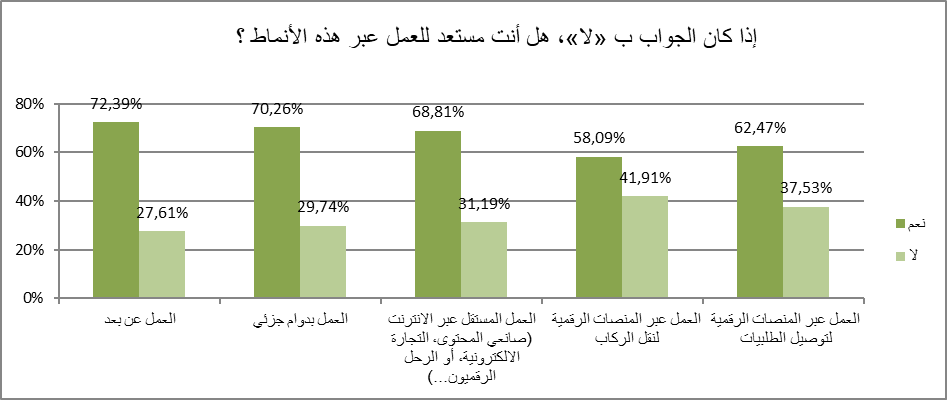 إذا كان الجواب ب «لا»، هل أنت مستعد للعمل عبر هذه الأنماط ؟
80%
60%
40%
20%
0%
72,39%
27,61%
70,26%
29,74%
68,81%
31,19%
58,09%
41,91%
62,47%
37,53%
العمل عن بعد
العمل بدوام جزئي
العمل المستقل عبر الانترنت
(صانعي المحتوى، التجارة
الالكترونية، أو الرحل
الرقميون...)
العمل عبر المنصات الرقمية
لنقل الركاب
العمل عبر المنصات الرقمية
لتوصيل الطلبيات
نعم
لا